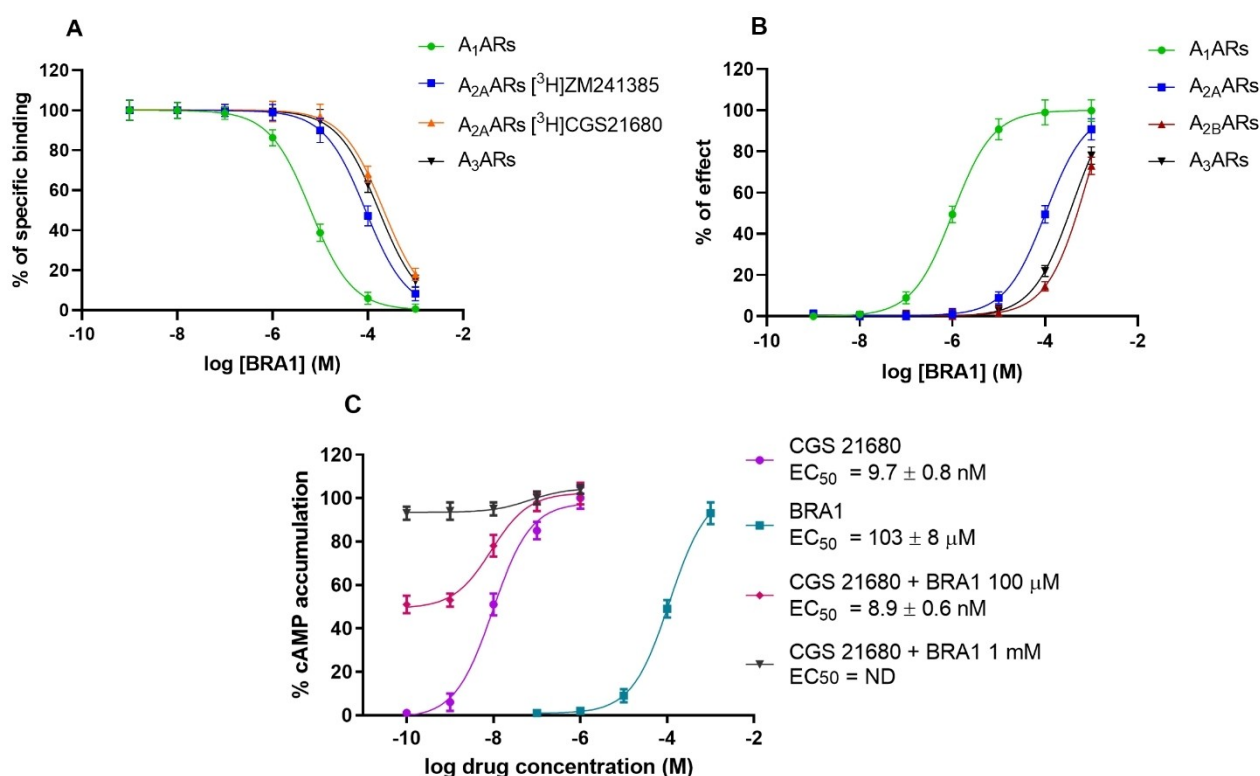 A
A₁ARs
A₂ₐARs [³H]ZM241385
A₂ₐARs [³H]CGS21680
A₃ARs
% of specific binding
120
100
80
60
40
20
0
-10
-8
-6
-4
-2
log [BRA1] (M)
B
A₁ARs
A₂ₐARs
A₂BARs
A₃ARs
% of effect
120
100
80
60
40
20
0
-10
-8
-6
-4
-2
log [BRA1] (M)
C
CGS 21680
EC₅₀ = 9.7 ± 0.8 nM
BRA1
EC₅₀ = 103 ± 8 μM
CGS 21680 + BRA1 100 μM
EC₅₀ = 8.9 ± 0.6 nM
CGS 21680 + BRA1 1 mM
EC₅₀ = ND
% cAMP accumulation
120
100
80
60
40
20
0
-10
-8
-6
-4
-2
log drug concentration (M)